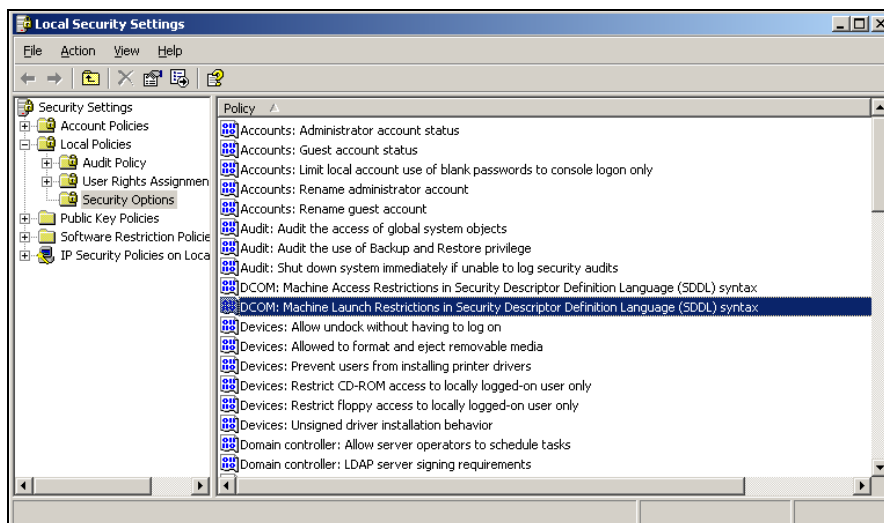 Local Security Settings
File Action View Help
Security Settings
Account Policies
Local Policies
Audit Policy
User Rights Assignmen
Security Options
Public Key Policies
Software Restriction Policie
IP Security Policies on Loca
Policy
Accounts: Administrator account status
Accounts: Guest account status
Accounts: Limit local account use of blank passwords to console logon only
Accounts: Rename administrator account
Accounts: Rename guest account
Audit: Audit the access of global system objects
Audit: Audit the use of Backup and Restore privilege
Audit: Shut down system immediately if unable to log security audits
DCOM: Machine Access Restrictions in Security Descriptor Definition Language (SDDL) syntax
DCOM: Machine Launch Restrictions in Security Descriptor Definition Language (SDDL) syntax
Devices: Allow undock without having to log on
Devices: Allowed to format and eject removable media
Devices: Prevent users from installing printer drivers
Devices: Restrict CD-ROM access to locally logged-on user only
Devices: Restrict floppy access to locally logged-on user only
Devices: Unsigned driver installation behavior
Domain controller: Allow server operators to schedule tasks
Domain controller: LDAP server signing requirements